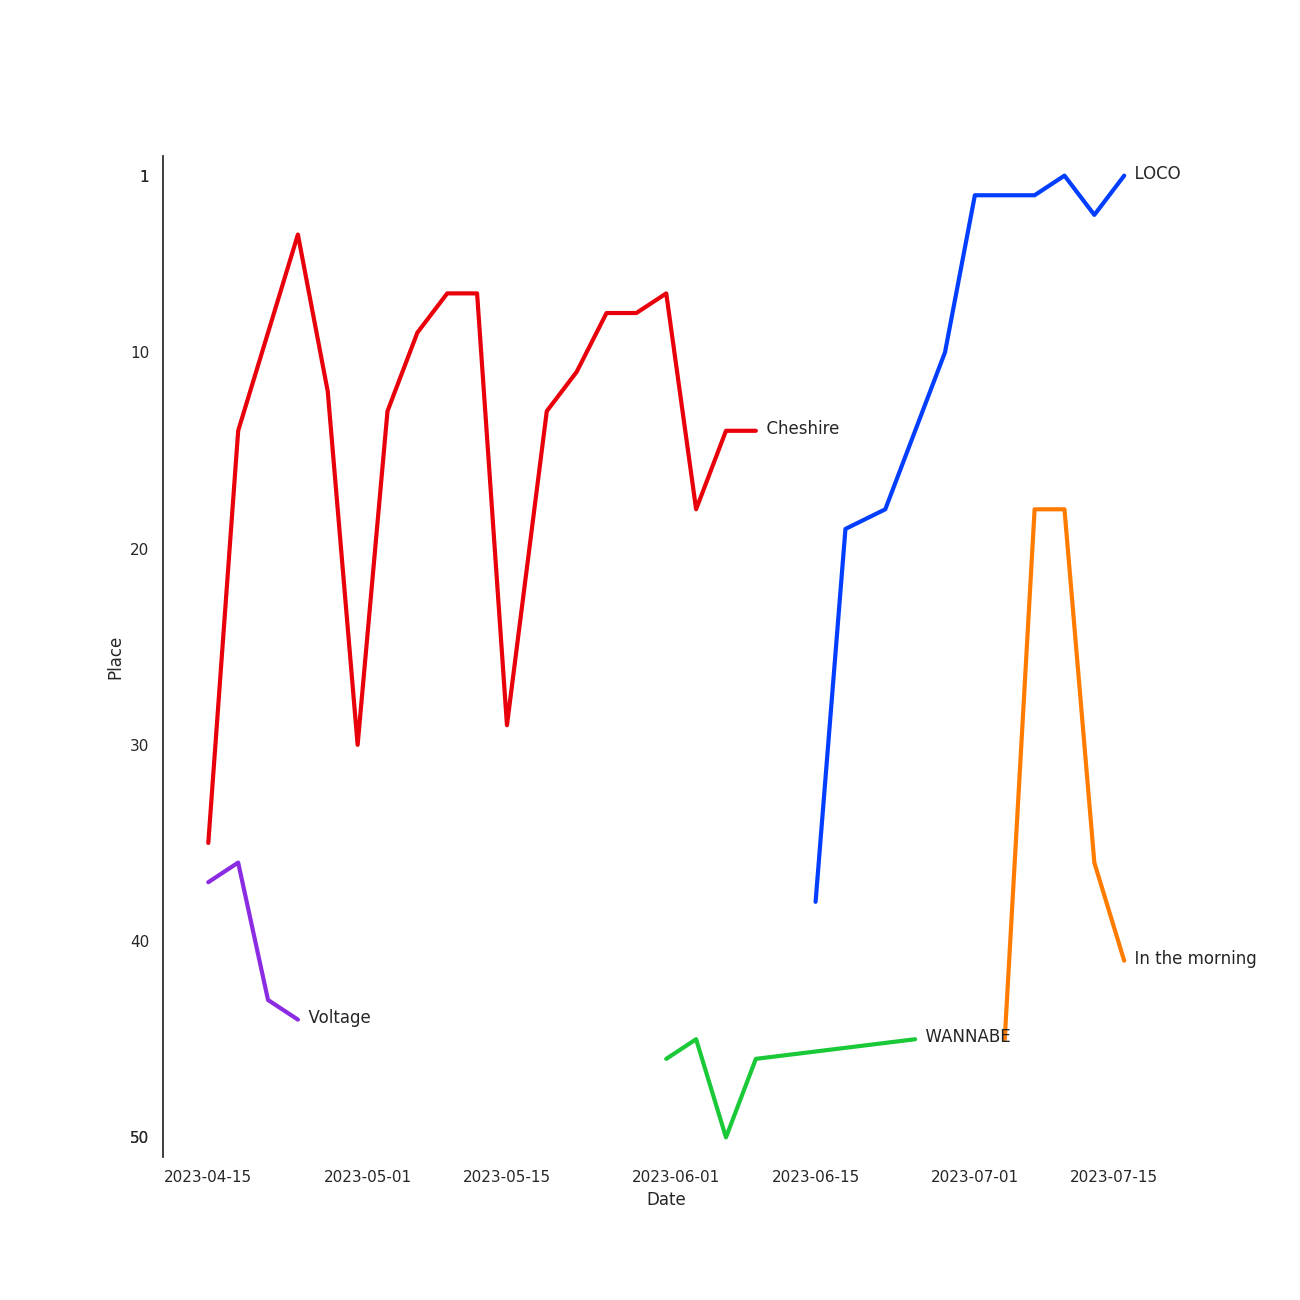 1
10
20
30
40
50
Place
LOCO
Cheshire
In the morning
Voltage
WANNABE
2023-04-15
2023-05-01
2023-05-15
2023-06-01
2023-06-15
2023-07-01
2023-07-15
Date